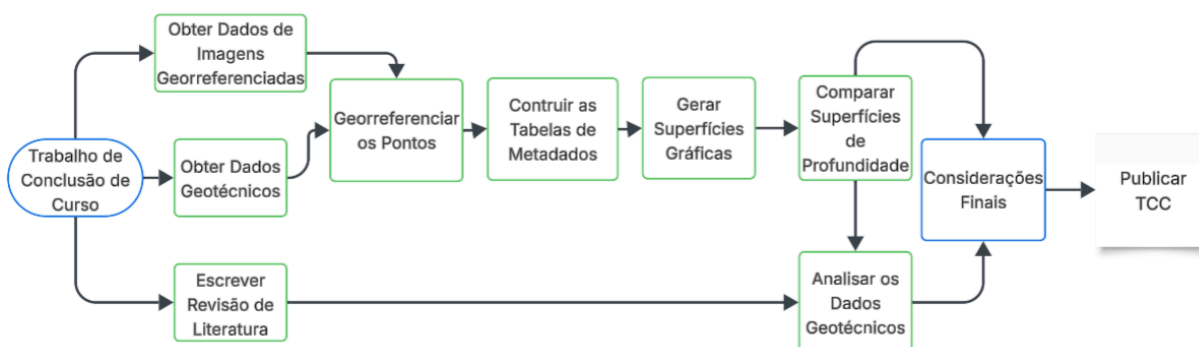 Obter Dados de
Imagens
Georreferenciadas
Trabalho de
Conclusão de
Curso
Obter Dados
Geotécnicos
Escrever
Revisão de
Literatura
Georreferenciar
os Pontos
Contruir as
Tabelas de
Metadados
Gerar
Superfícies
Gráficas
Comparar
Superfícies
de
Profundidade
Analisar os
Dados
Geotécnicos
Considerações
Finais
Publicar
TCC